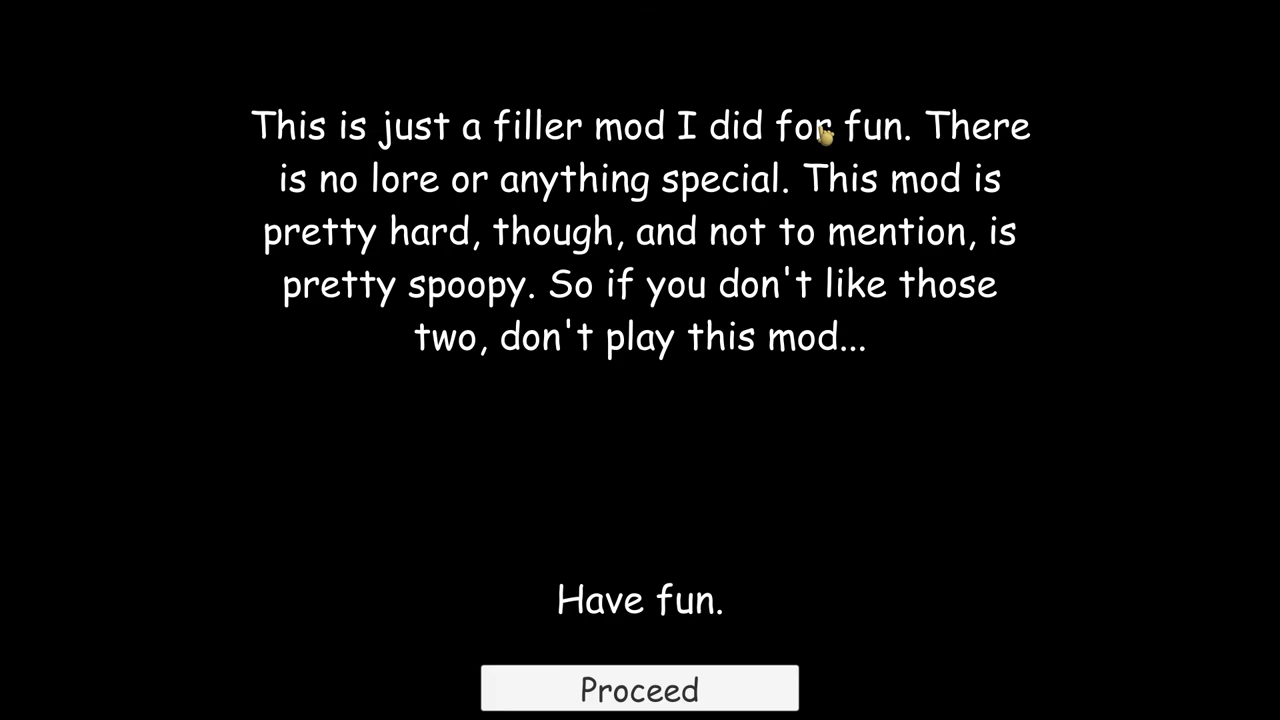 This is just a filler mod I did for fun. There
is no lore or anything special. This mod is
pretty hard, though, and not to mention, is
pretty spoopy. So if you don't like those
two, don't play this mod...
Have fun.
Proceed